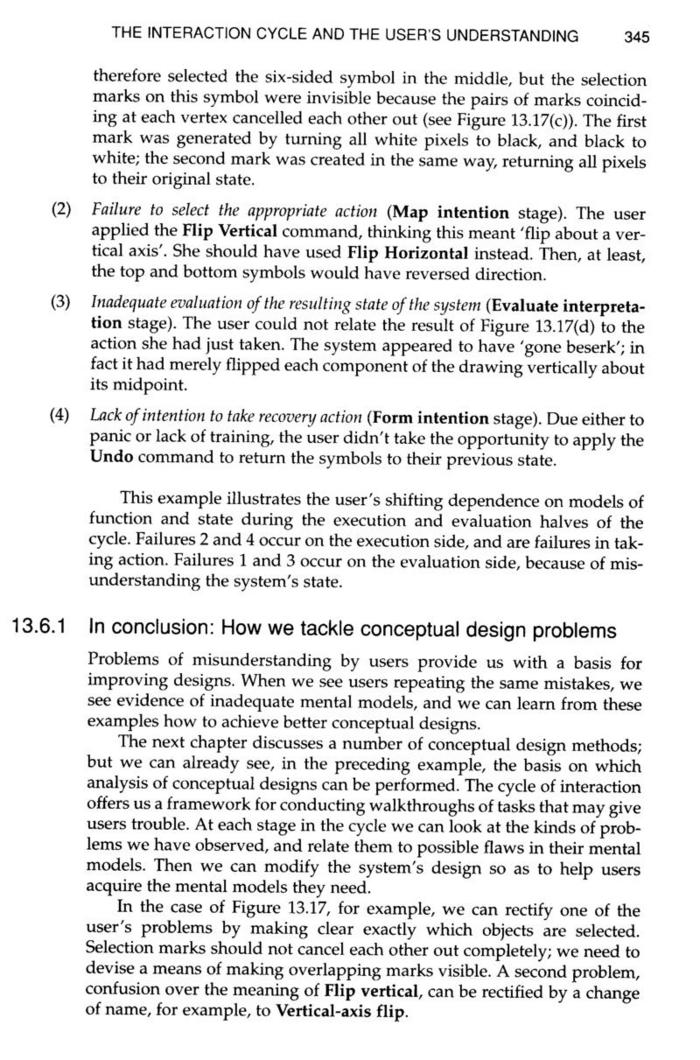 THE INTERACTION CYCLE AND THE USER'S UNDERSTANDING 345
therefore selected the six-sided symbol in the middle, but the selection
marks on this symbol were invisible because the pairs of marks coincid-
ing at each vertex cancelled each other out (see Figure 13.17(c)). The first
mark was generated by turning all white pixels to black, and black to
white; the second mark was created in the same way, returning all pixels
to their original state.
(2) Failure to select the appropriate action (Map intention stage). The user
applied the Flip Vertical command, thinking this meant 'flip about a ver-
tical axis'. She should have used Flip Horizontal instead. Then, at least,
the top and bottom symbols would have reversed direction.
(3) Inadequate evaluation of the resulting state of the system (Evaluate interpreta-
tion stage). The user could not relate the result of Figure 13.17(d) to the
action she had just taken. The system appeared to have 'gone beserk'; in
fact it had merely flipped each component of the drawing vertically about
its midpoint.
(4) Lack of intention to take recovery action (Form intention stage). Due either to
panic or lack of training, the user didn't take the opportunity to apply the
Undo command to return the symbols to their previous state.
This example illustrates the user's shifting dependence on models of
function and state during the execution and evaluation halves of the
cycle. Failures 2 and 4 occur on the execution side, and are failures in tak-
ing action. Failures 1 and 3 occur on the evaluation side, because of mis-
understanding the system's state.
13.6.1 In conclusion: How we tackle conceptual design problems
Problems of misunderstanding by users provide us with a basis for
improving designs. When we see users repeating the same mistakes, we
see evidence of inadequate mental models, and we can learn from these
examples how to achieve better conceptual designs.
The next chapter discusses a number of conceptual design methods;
but we can already see, in the preceding example, the basis on which
analysis of conceptual designs can be performed. The cycle of interaction
offers us a framework for conducting walkthroughs of tasks that may give
users trouble. At each stage in the cycle we can look at the kinds of prob-
lems we have observed, and relate them to possible flaws in their mental
models. Then we can modify the system's design so as to help users
acquire the mental models they need.
In the case of Figure 13.17, for example, we can rectify one of the
user's problems by making clear exactly which objects are selected.
Selection marks should not cancel each other out completely; we need to
devise a means of making overlapping marks visible. A second problem,
confusion over the meaning of Flip vertical, can be rectified by a change
of name, for example, to Vertical-axis flip.